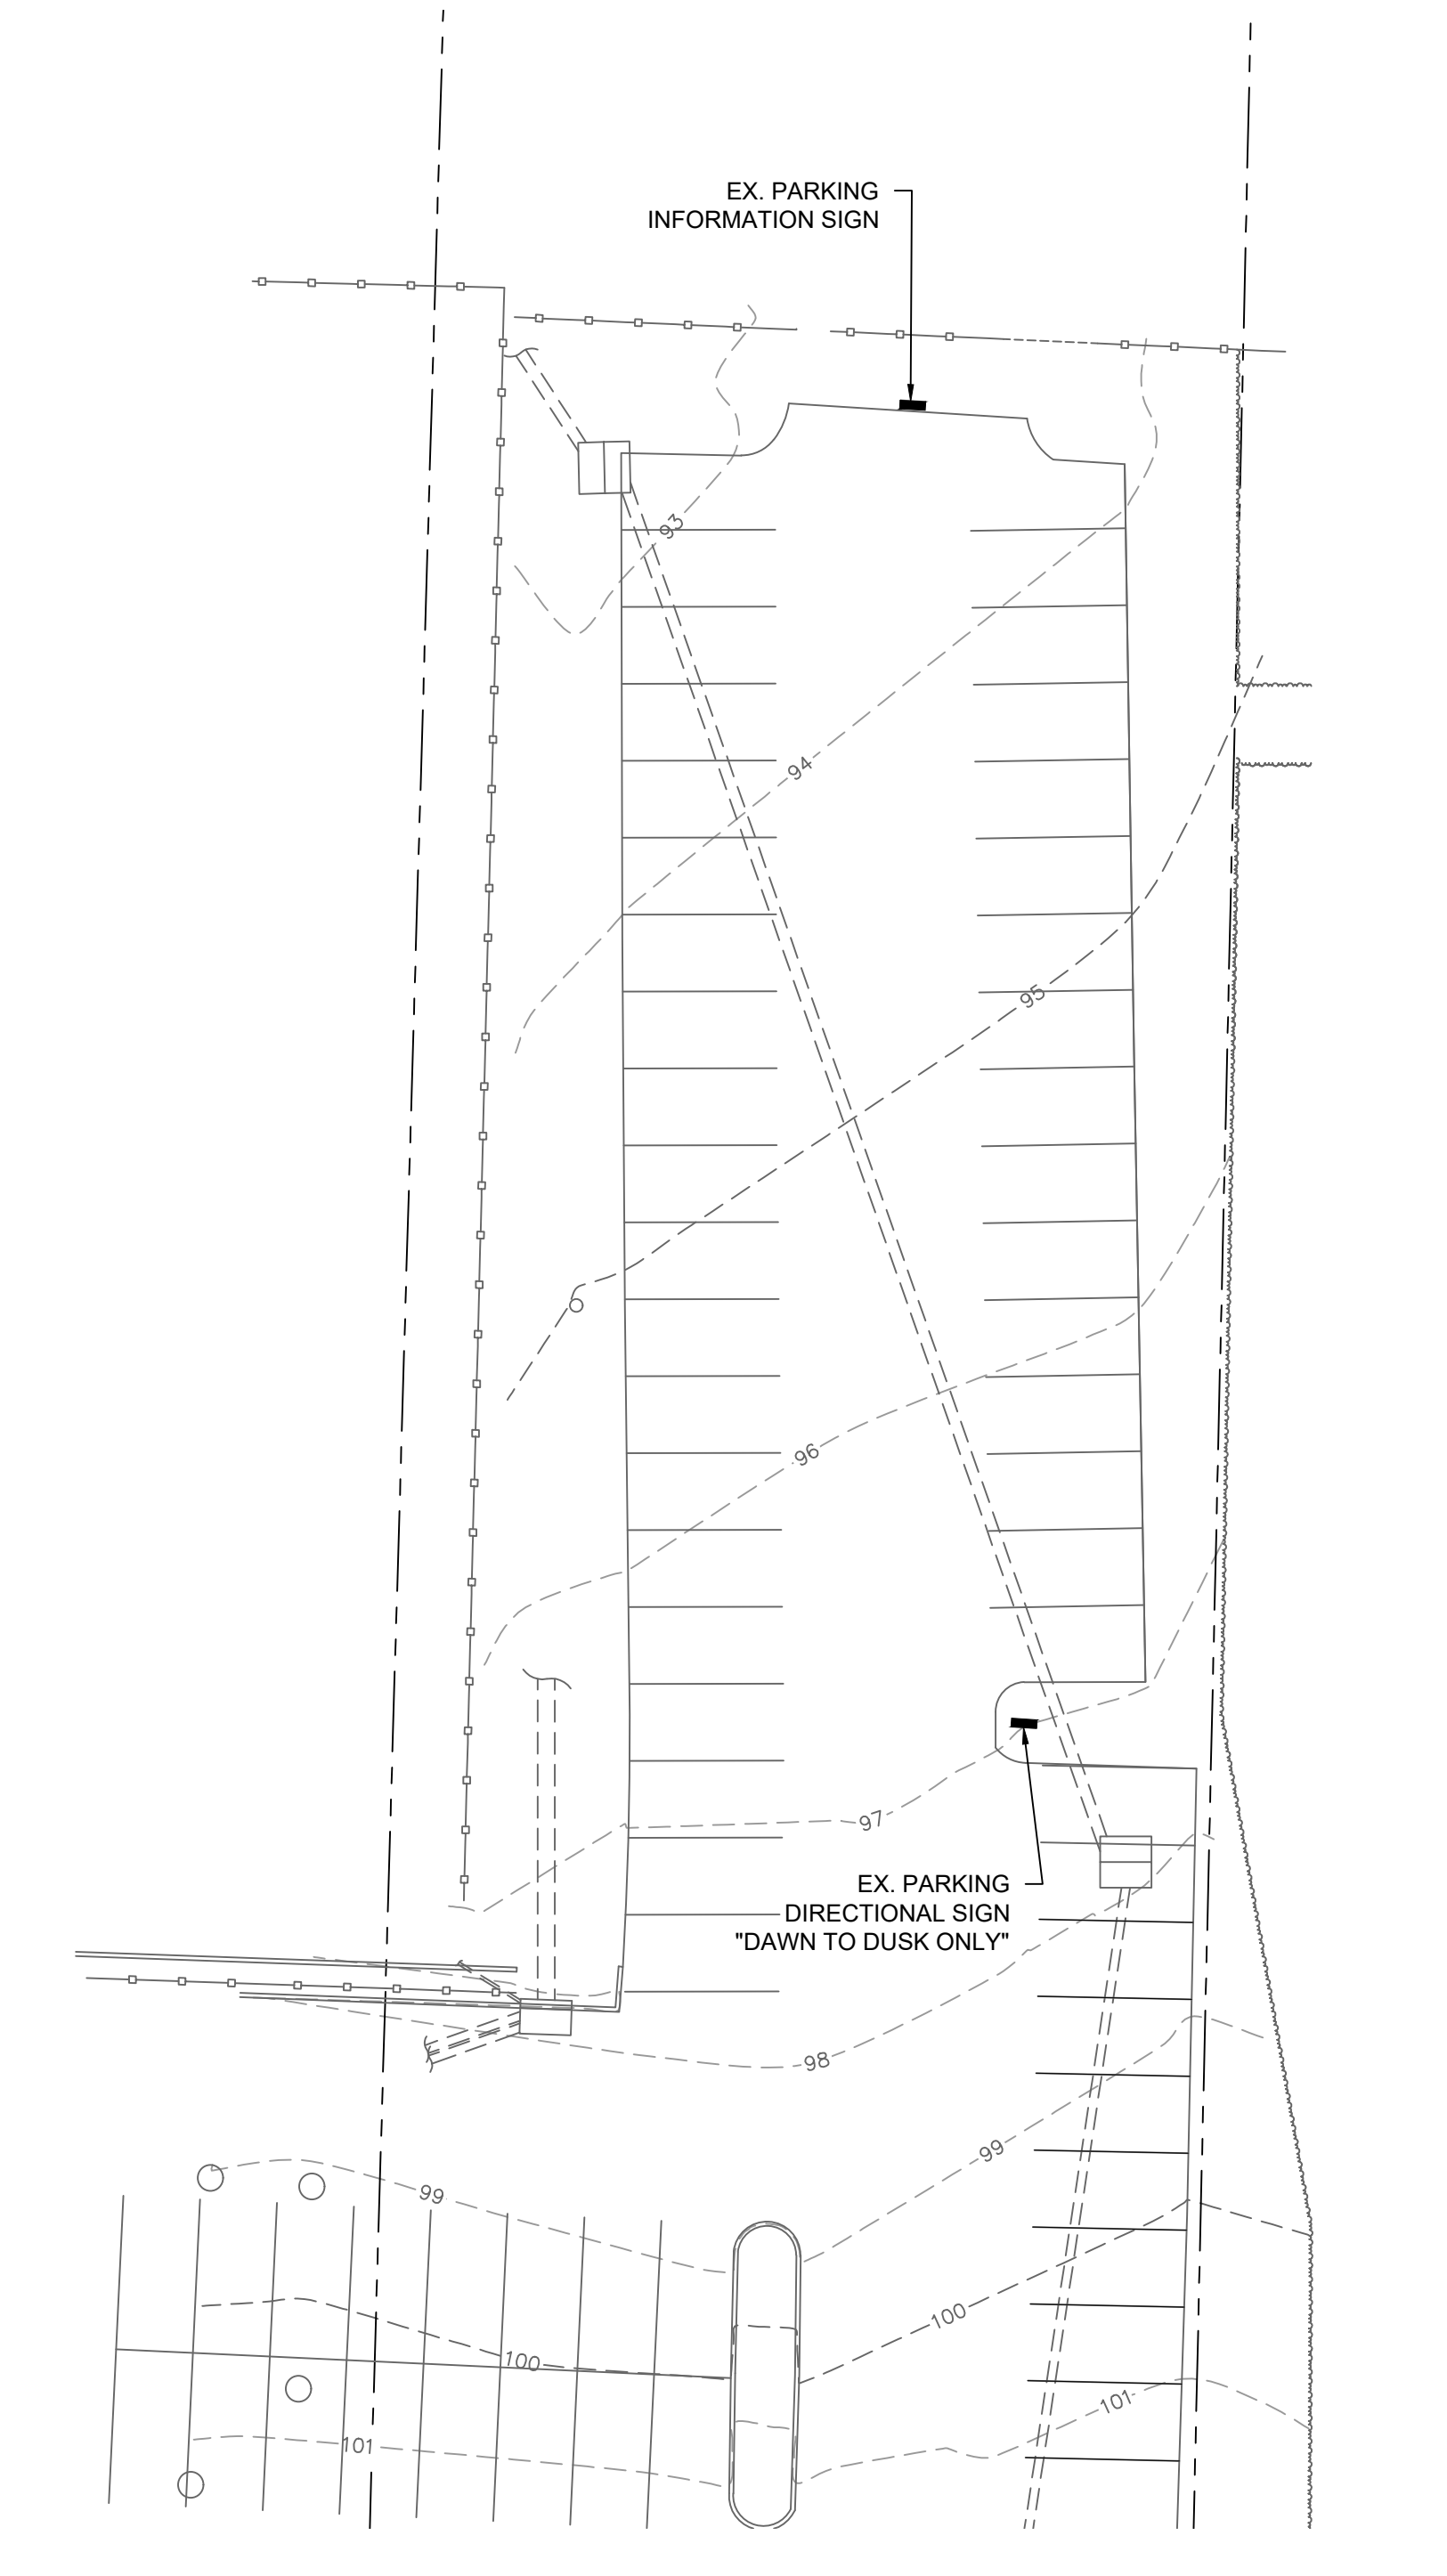 EX. PARKING
INFORMATION SIGN
93
94
95
96
97
EX. PARKING
DIRECTIONAL SIGN
"DAWN TO DUSK ONLY"
98
99
99
100
100
101
101